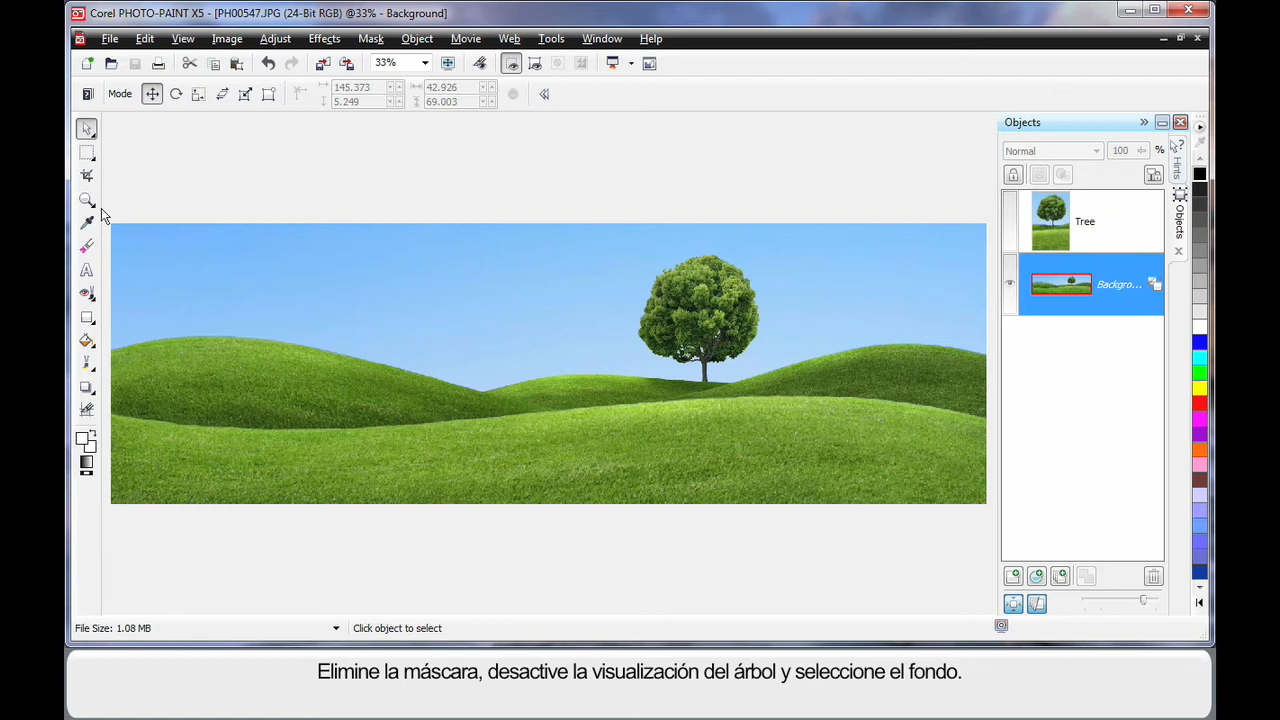 Corel PHOTO-PAINT X5 - [PH00547.JPG (24-Bit RGB) @33% - Background]
File Edit View Image Adjust Effects Mask Object Movie Web Tools Window Help
33%
Mode 145.373 42.926
5.249 69.003
Objects
Normal 100 %
Hints
Tree
Objects
Backgro...
File Size: 1.08 MB Click object to select
Elimine la máscara, desactive la visualización del árbol y seleccione el fondo.